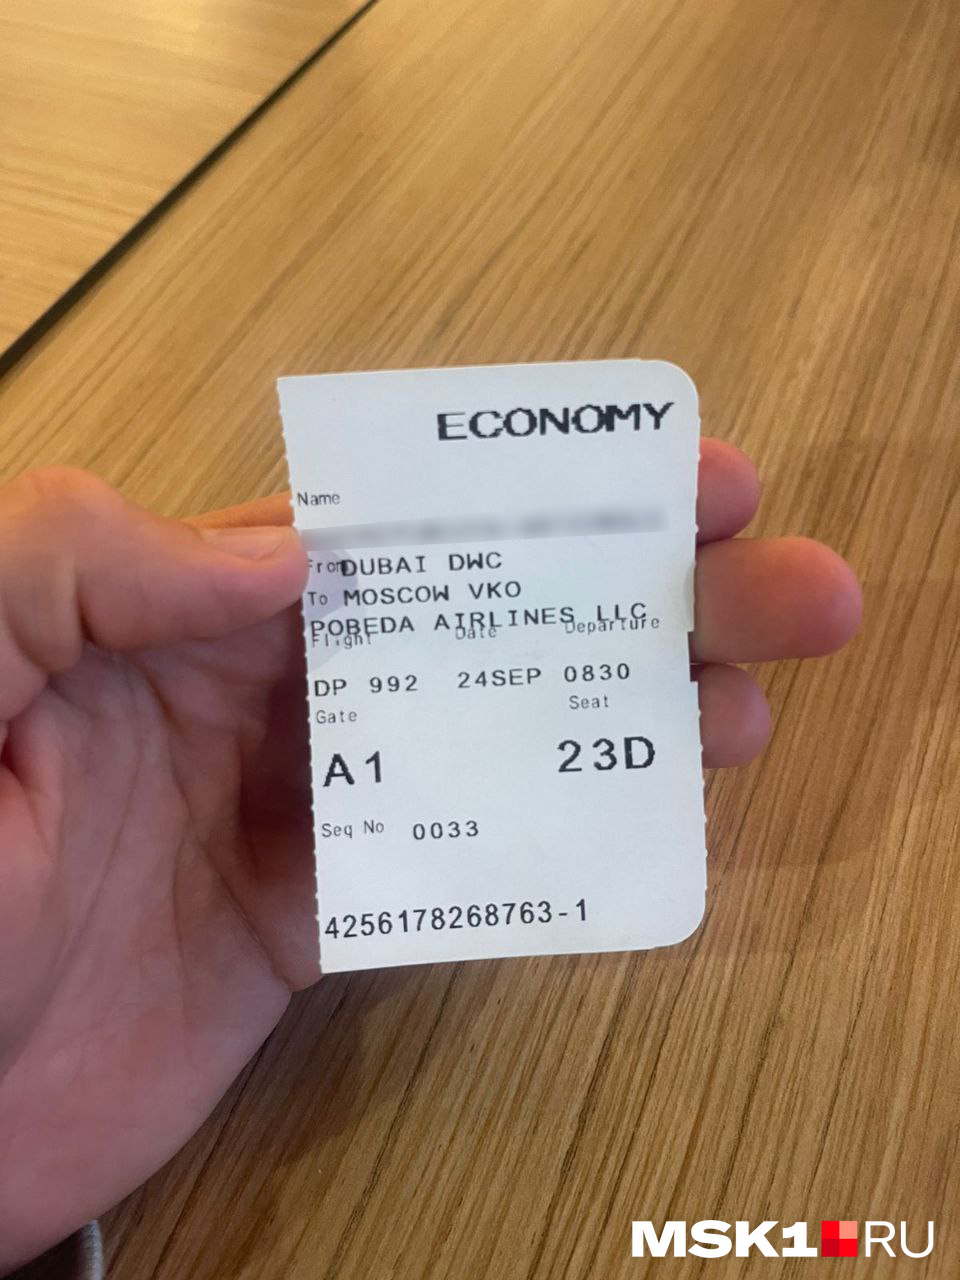 ECONOMY
Name
From DUBAI DWC
To MOSCOW VKO
POBEDA AIRLINES LLC
Flight Date Departure
DP 992 24SEP 0830
Gate Seat
A1 23D
Seq No 0033
4256178268763-1
MSK1.RU